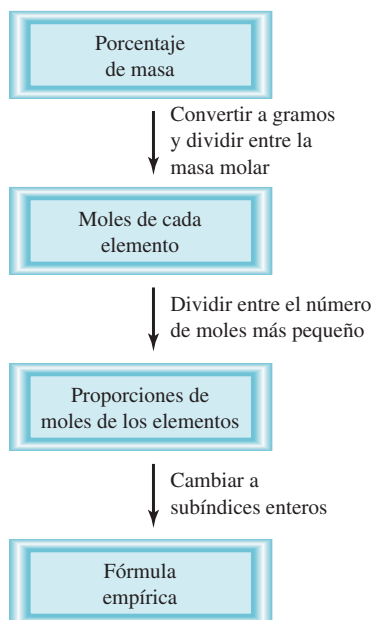 Porcentaje
de masa
Convertir a gramos
y dividir entre la
masa molar
Moles de cada
elemento
Dividir entre el número
de moles más pequeño
Proporciones de
moles de los elementos
Cambiar a
subíndices enteros
Fórmula
empírica